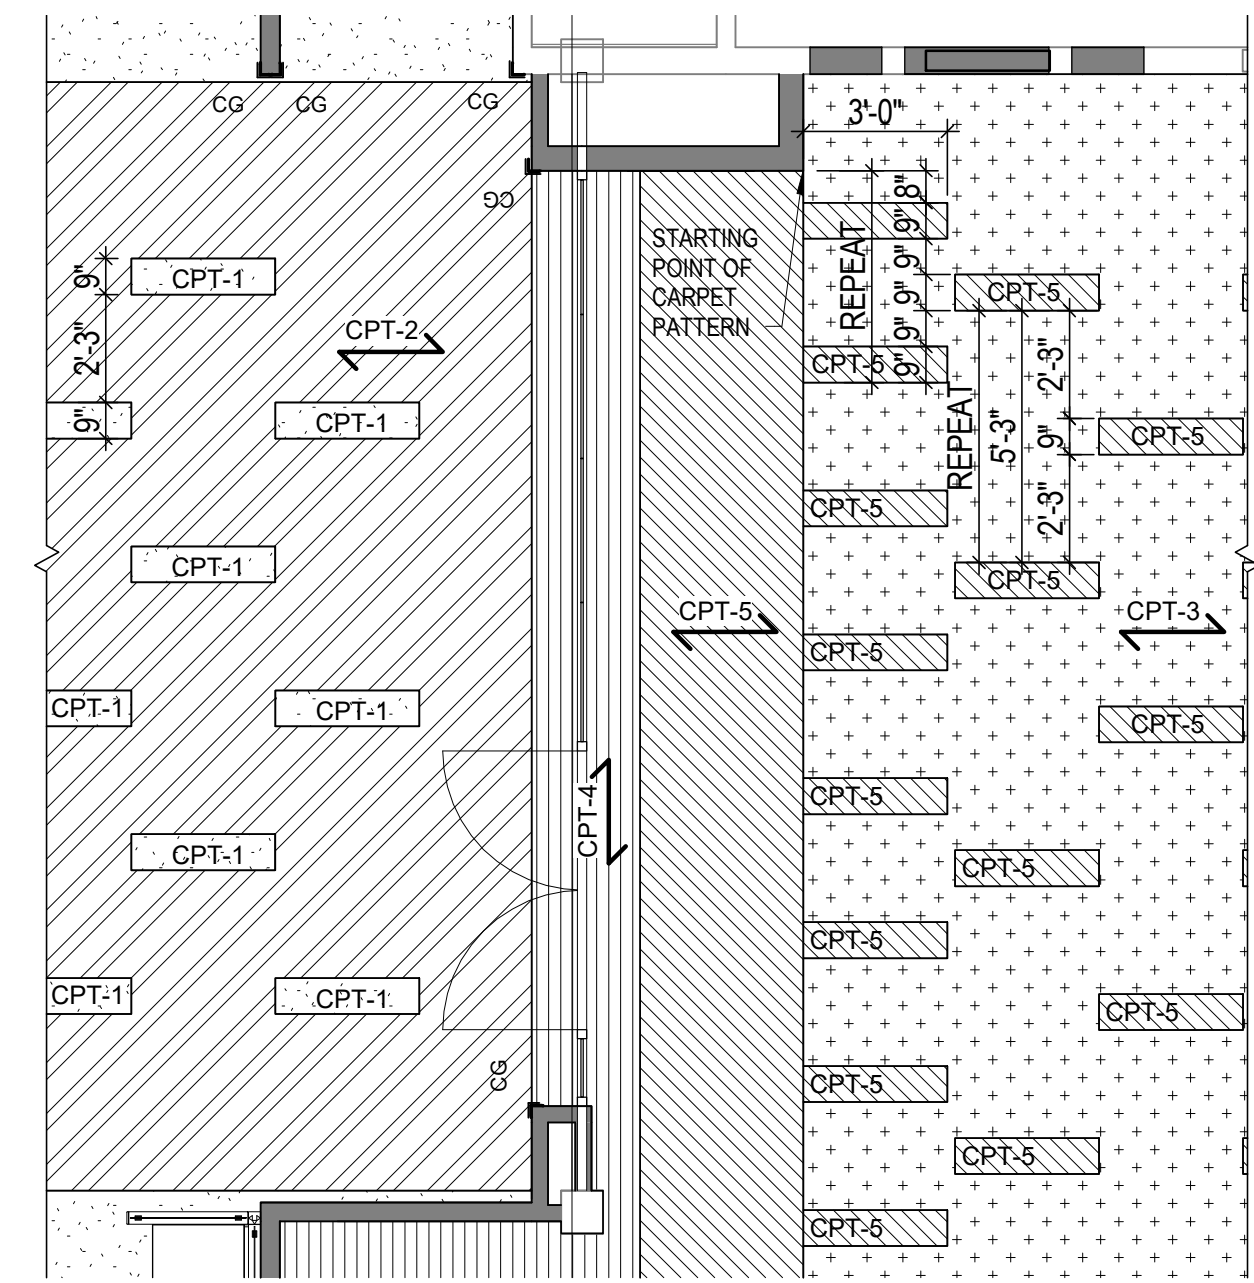 CG
CG
CG
CG
3'-0"
8"
9"
9"
9"
9"
9"
REPEAT
STARTING
POINT OF
CARPET
PATTERN
9"
2'-3"
9"
CPT-1
CPT-2
CPT-1
CPT-1
CPT-1
CPT-1
CPT-1
CPT-1
CPT-1
CG
CPT-4
CPT-5
CPT-5
CPT-5
CPT-5
CPT-5
CPT-5
CPT-5
CPT-5
CPT-5
REPEAT
5'-3"
2'-3"
9"
2'-3"
CPT-5
CPT-5
CPT-5
CPT-5
CPT-5
CPT-3
CPT-5
CPT-5